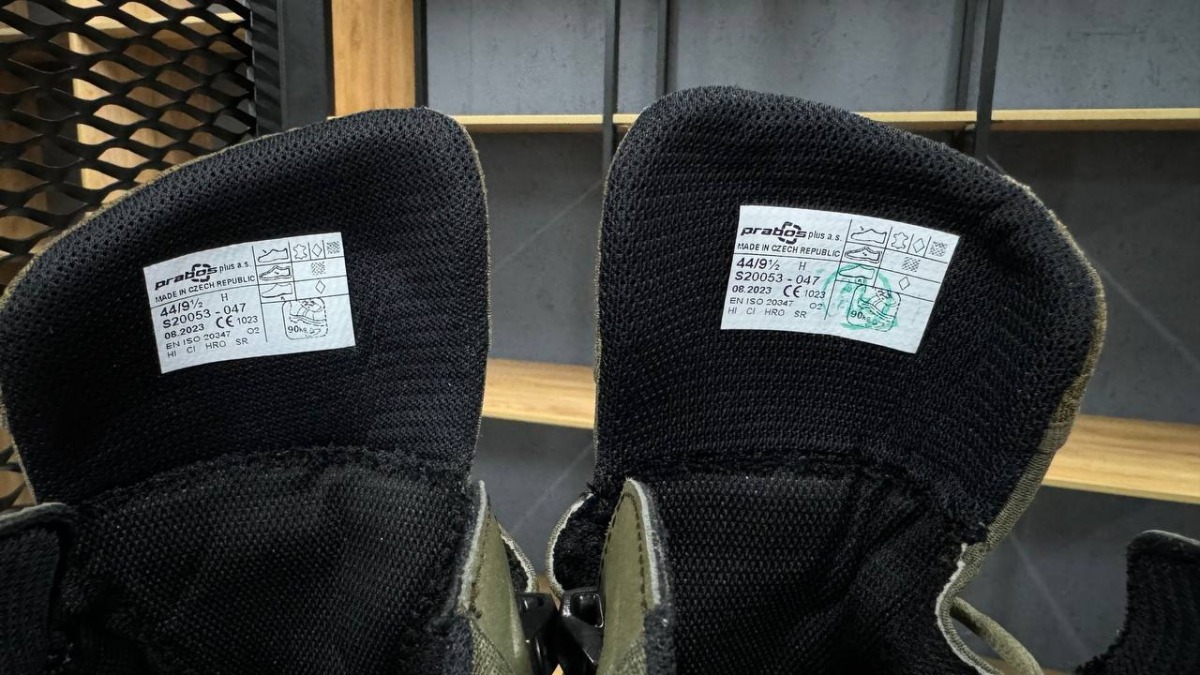 prabos plus a.s.
MADE IN CZECH REPUBLIC
44/9½ H
S20053 - 047
08.2023 CE 1023
EN ISO 20347 O2
HI CI HRO SR
prabos plus a.s.
MADE IN CZECH REPUBLIC
44/9½ H
S20053 - 047
08.2023 CE 1023
EN ISO 20347 O2
HI CI HRO SR